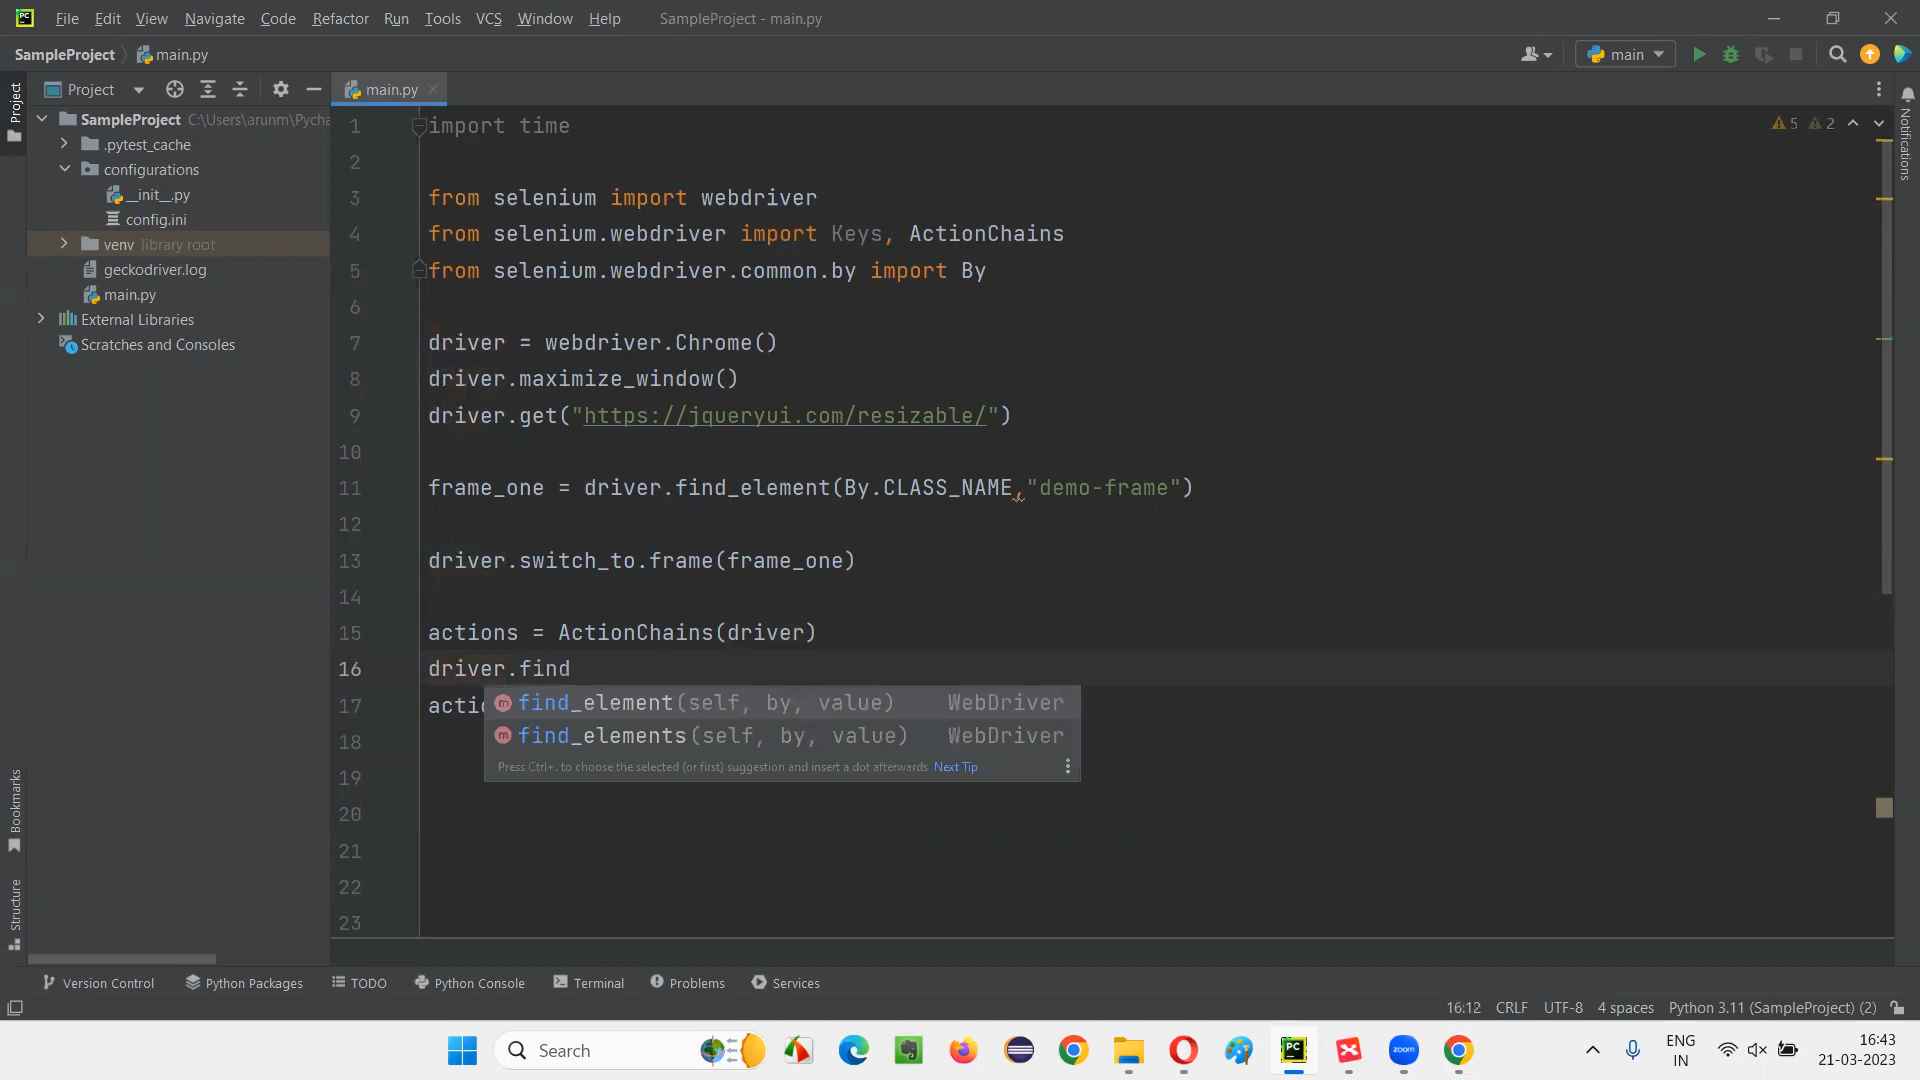 File Edit View Navigate Code Refactor Run Tools VCS Window Help SampleProject - main.py
SampleProject main.py main
Project main.py
SampleProject C:\Users\arunm\Pycha
.pytest_cache
configurations
__init__.py
config.ini
venv library root
geckodriver.log
main.py
External Libraries
Scratches and Consoles
Project
Bookmarks
Structure
Notifications
5 2
1 import time
2
3 from selenium import webdriver
4 from selenium.webdriver import Keys, ActionChains
5 from selenium.webdriver.common.by import By
6
7 driver = webdriver.Chrome()
8 driver.maximize_window()
9 driver.get("https://jqueryui.com/resizable/")
10
11 frame_one = driver.find_element(By.CLASS_NAME,"demo-frame")
12
13 driver.switch_to.frame(frame_one)
14
15 actions = ActionChains(driver)
16 driver.find
17 actio
18
19
20
21
22
23
find_element(self, by, value) WebDriver
find_elements(self, by, value) WebDriver
Press Ctrl+. to choose the selected (or first) suggestion and insert a dot afterwards Next Tip
Version Control Python Packages TODO Python Console Terminal Problems Services
16:12 CRLF UTF-8 4 spaces Python 3.11 (SampleProject) (2)
Search
zoom
ENG
IN
16:43
21-03-2023